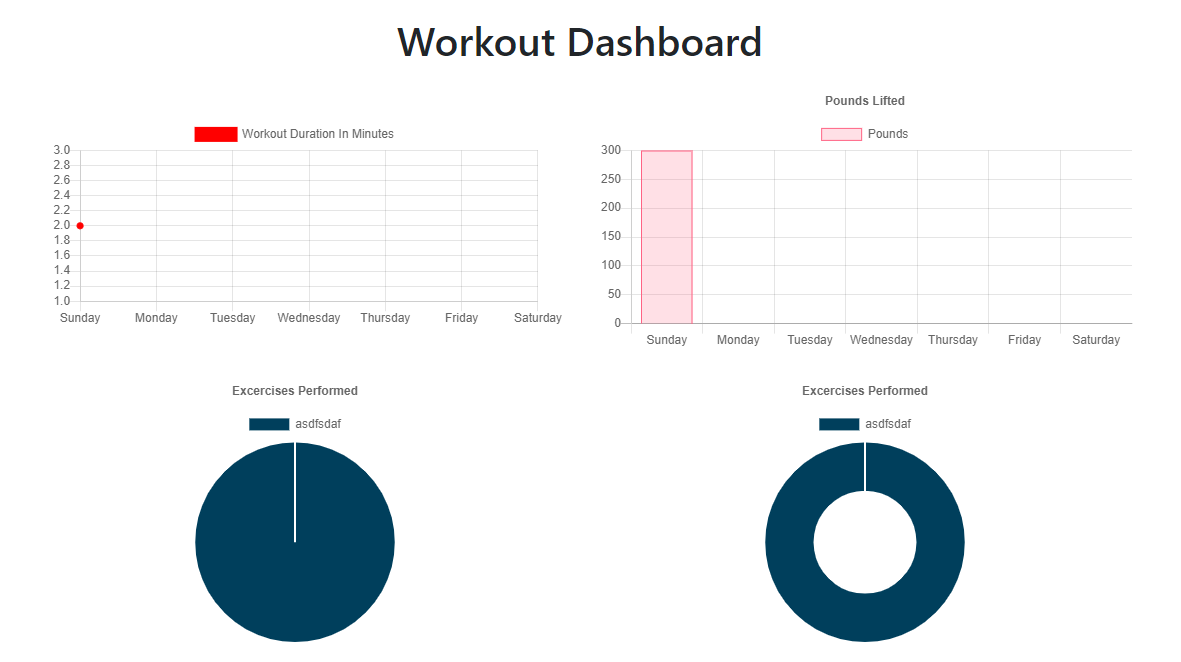 Workout Dashboard
Workout Duration In Minutes
3.0
2.8
2.6
2.4
2.2
2.0
1.8
1.6
1.4
1.2
1.0
Sunday Monday Tuesday Wednesday Thursday Friday Saturday
Pounds Lifted
Pounds
300
250
200
150
100
50
0
Sunday Monday Tuesday Wednesday Thursday Friday Saturday
Excercises Performed
asdfsdaf
Excercises Performed
asdfsdaf